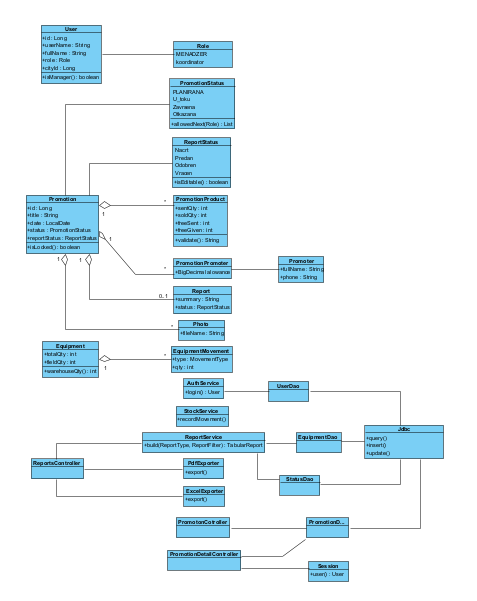 User
+id : Long
+userName : String
+fullName : String
+role : Role
+cityId : Long
+isManager() : boolean
Role
MENADZER
koordinator
PromotionStatus
PLANIRANA
U_toku
Zavrsena
Otkazana
+allowedNext(Role) : List
ReportStatus
Nacrt
Predan
Odobren
Vracen
+isEditable() : boolean
Promotion
+id : Long
+title : String
+date : LocalDate
+status : PromotionStatus
+reportStatus : ReportStatus
+isLocked() : boolean
1
*
PromotionProduct
+sentQty : int
+soldQty : int
+freeSent : int
+freeGiven : int
+validate() : String
1
*
PromotionPromoter
+BigDecimal alowance
Promoter
+fullName : String
+phone : String
1
1
0..1
Report
+summary : String
+status : ReportStatus
*
Photo
+fileName : String
Equipment
+totalQty : int
+fieldQty : int
+warehouseQty() : int
1
*
EquipmentMovement
+type : MovementType
+qty : int
AuthService
+login() : User
UserDao
StockService
+recordMovement()
Jdbc
+query()
+insert()
+update()
ReportService
+build(ReportType, ReportFilter) : TabularReport
EquipmentDao
ReportsController
PdfExporter
+export()
StatusDao
ExcelExporter
+export()
PromotonCotroller
PromotionD...
PromotionDetailController
Session
+user() : User